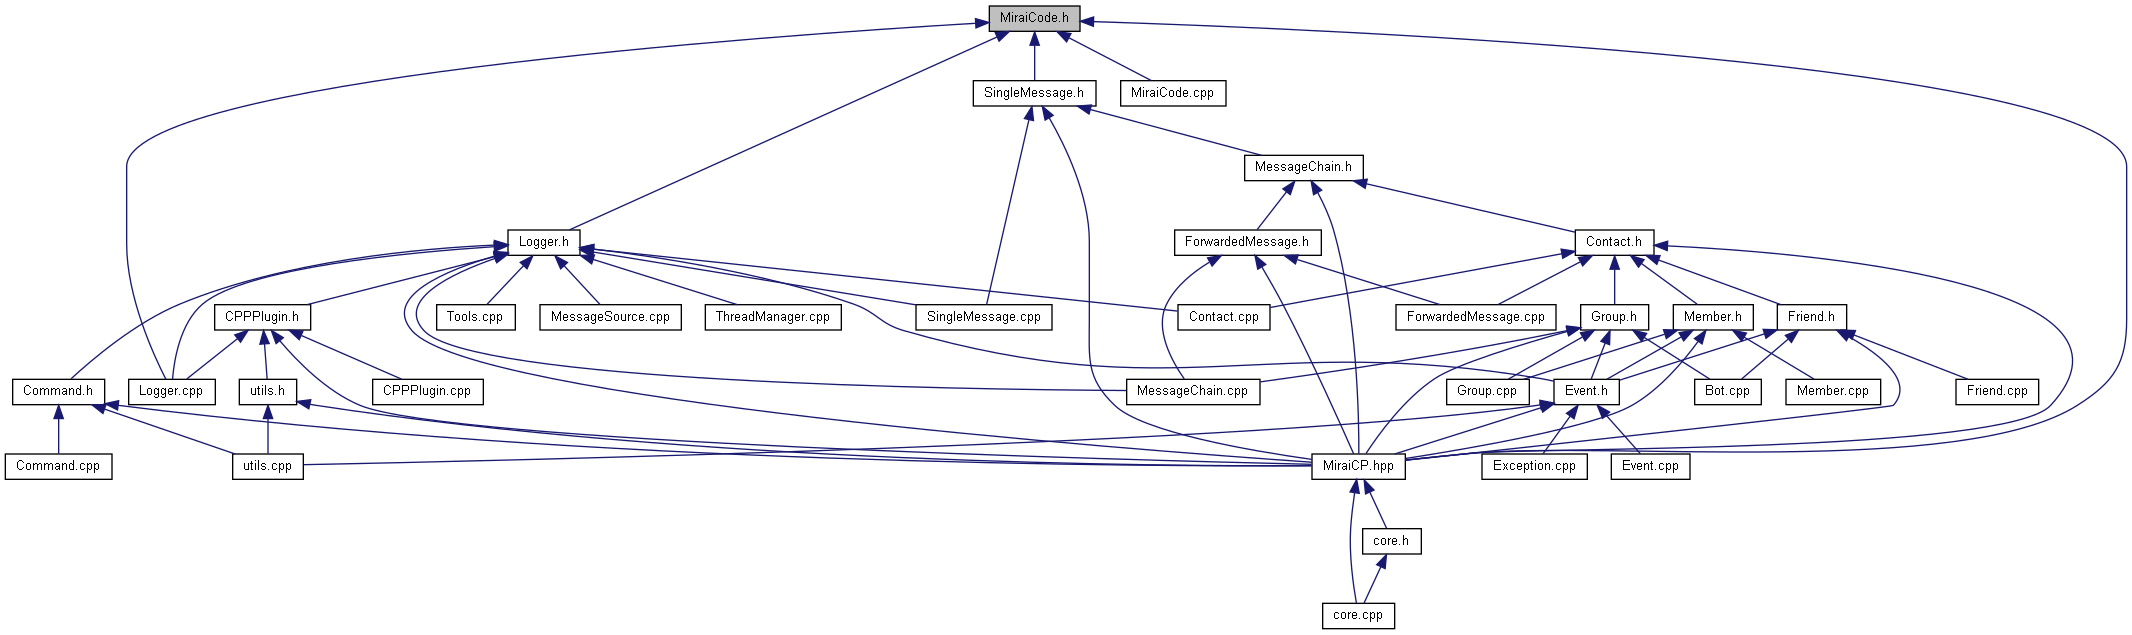 MiraiCode.h
SingleMessage.h
MiraiCode.cpp
MessageChain.h
Logger.h
ForwardedMessage.h
Contact.h
CPPPlugin.h
Tools.cpp
MessageSource.cpp
ThreadManager.cpp
SingleMessage.cpp
Contact.cpp
ForwardedMessage.cpp
Group.h
Member.h
Friend.h
Command.h
Logger.cpp
utils.h
CPPPlugin.cpp
MessageChain.cpp
Group.cpp
Event.h
Bot.cpp
Member.cpp
Friend.cpp
Command.cpp
utils.cpp
MiraiCP.hpp
Exception.cpp
Event.cpp
core.h
core.cpp